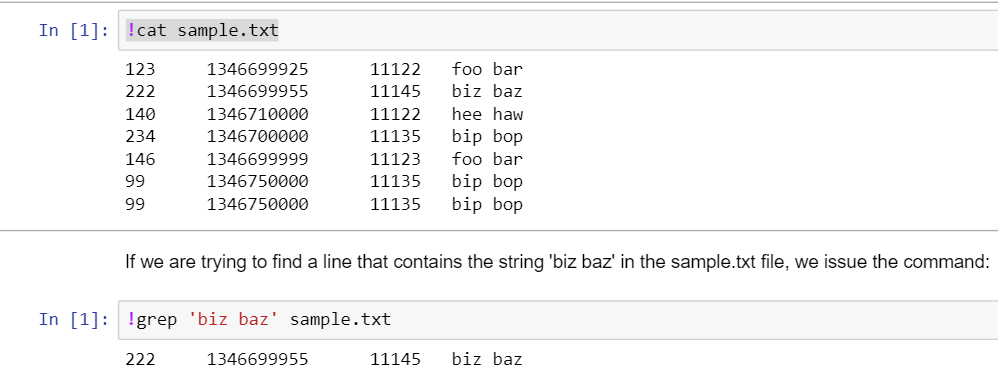 In [1]: !cat sample.txt
123 1346699925 11122 foo bar
222 1346699955 11145 biz baz
140 1346710000 11122 hee haw
234 1346700000 11135 bip bop
146 1346699999 11123 foo bar
99 1346750000 11135 bip bop
99 1346750000 11135 bip bop
If we are trying to find a line that contains the string 'biz baz' in the sample.txt file, we issue the command:
In [1]: !grep 'biz baz' sample.txt
222 1346699955 11145 biz baz